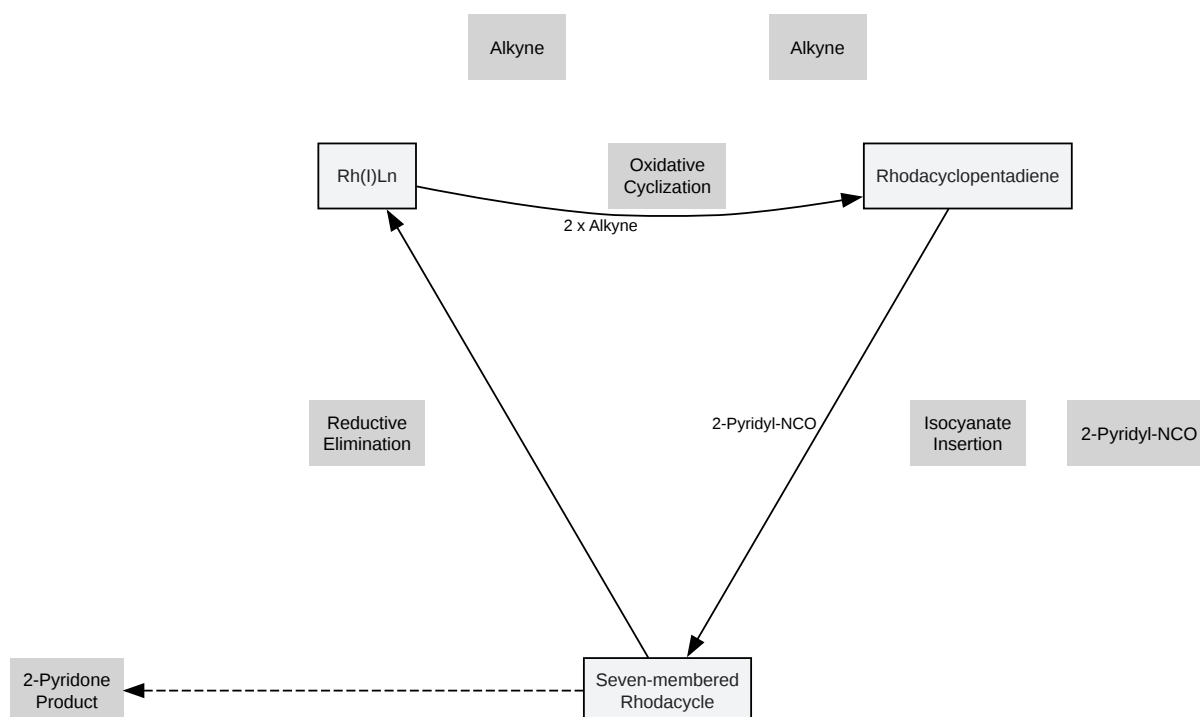 Alkyne
Alkyne
Rh(I)Ln
Oxidative
Cyclization
Rhodacyclopentadiene
2 x Alkyne
Reductive
Elimination
2-Pyridyl-NCO
Isocyanate
Insertion
2-Pyridyl-NCO
2-Pyridone
Product
Seven-membered
Rhodacycle